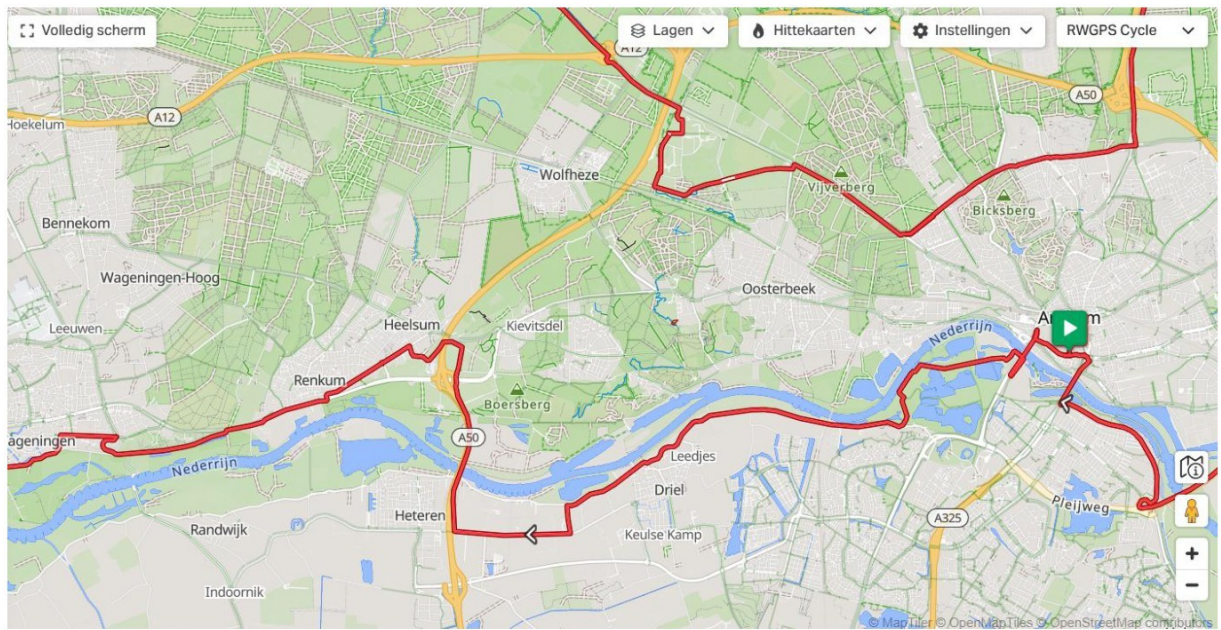 Volledig scherm
Lagen
Hittekaarten
Instellingen
RWGPS Cycle
A12
A50
A12
Hoekelum
Wolfheze
Vijverberg
Bicksberg
Bennekom
Wageningen-Hoog
Oosterbeek
Leeuwen
Heelsum
Kievitsdel
Nederrijn
Renkum
Boersberg
ageningen
A50
Nederrijn
Leedjes
Driel
Heteren
Randwijk
Keulse Kamp
A325
Pleijweg
Indoornik
+
−
© MapTiler © OpenMapTiles © OpenStreetMap contributors